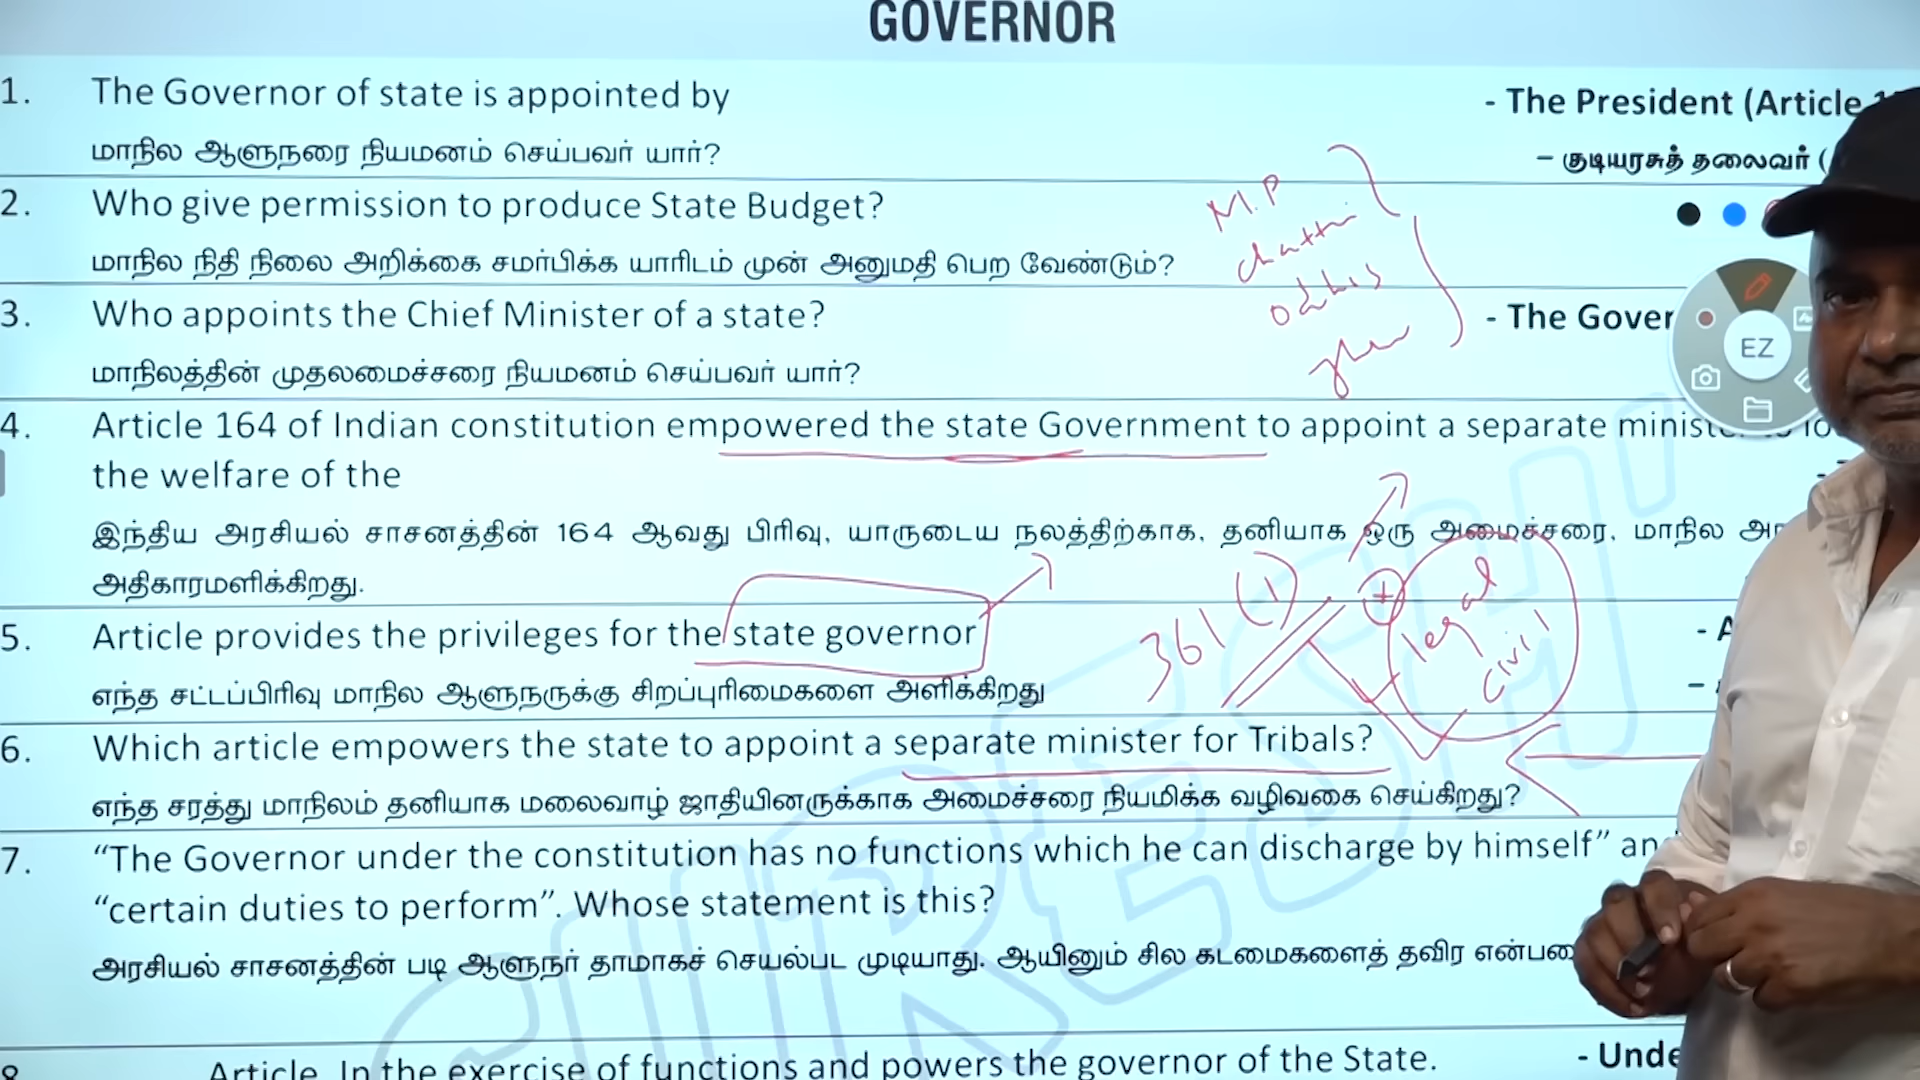 GOVERNOR
1. The Governor of state is appointed by - The President (Article
மாநில ஆளுநரை நியமனம் செய்பவர் யார்? – குடியரசுத் தலைவர் (
2. Who give permission to produce State Budget?
மாநில நிதி நிலை அறிக்கை சமர்பிக்க யாரிடம் முன் அனுமதி பெற வேண்டும்?
M.P
chatti
3. Who appoints the Chief Minister of a state? - The Gover
EZ
மாநிலத்தின் முதலமைச்சரை நியமனம் செய்பவர் யார்?
4. Article 164 of Indian constitution empowered the state Government to appoint a separate minist
the welfare of the
இந்திய அரசியல் சாசனத்தின் 164 ஆவது பிரிவு, யாருடைய நலத்திற்காக, தனியாக ஒரு அமைச்சரை, மாநில
அதிகாரமளிக்கிறது.
361 (1) + legal
civil
5. Article provides the privileges for the state governor - A
எந்த சட்டப்பிரிவு மாநில ஆளுநருக்கு சிறப்புரிமைகளை அளிக்கிறது –
6. Which article empowers the state to appoint a separate minister for Tribals?
எந்த சரத்து மாநிலம் தனியாக மலைவாழ் ஜாதியினருக்காக அமைச்சரை நியமிக்க வழிவகை செய்கிறது?
7. “The Governor under the constitution has no functions which he can discharge by himself” an
“certain duties to perform”. Whose statement is this?
அரசியல் சாசனத்தின் படி ஆளுநர் தாமாகச் செயல்பட முடியாது. ஆயினும் சில கடமைகளைத் தவிர
8. Article. In the exercise of functions and powers the governor of the State. - Unde
SURESH'